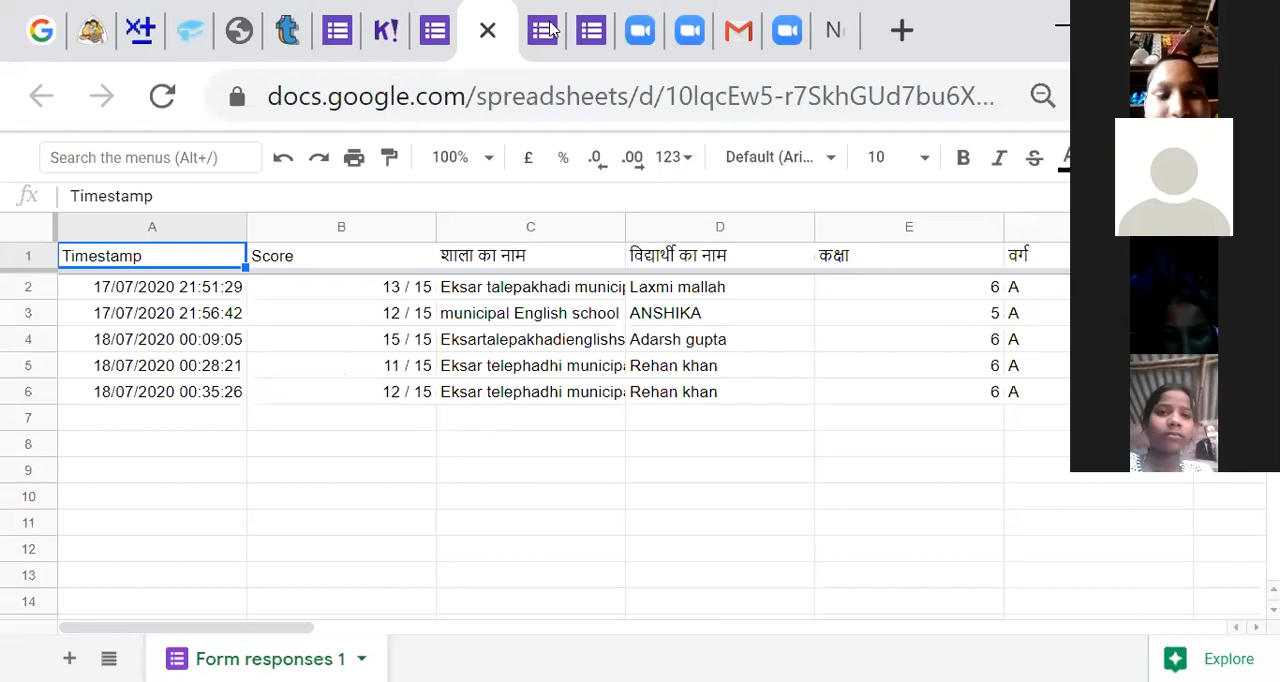 K!
docs.google.com/spreadsheets/d/10lqcEw5-r7SkhGUd7bu6X...
Search the menus (Alt+/)
100%
£
%
.0
.00
123
Default (Ari...
10
B
I
S
A
fx
Timestamp
A B C D E
1 Timestamp Score शाला का नाम विद्यार्थी का नाम कक्षा वर्ग
2 17/07/2020 21:51:29 13 / 15 Eksar talepakhadi municip Laxmi mallah 6 A
3 17/07/2020 21:56:42 12 / 15 municipal English school ANSHIKA 5 A
4 18/07/2020 00:09:05 15 / 15 Eksartalepakhadienglishs Adarsh gupta 6 A
5 18/07/2020 00:28:21 11 / 15 Eksar telephadhi municipa Rehan khan 6 A
6 18/07/2020 00:35:26 12 / 15 Eksar telephadhi municipa Rehan khan 6 A
7
8
9
10
11
12
13
14
Form responses 1
Explore